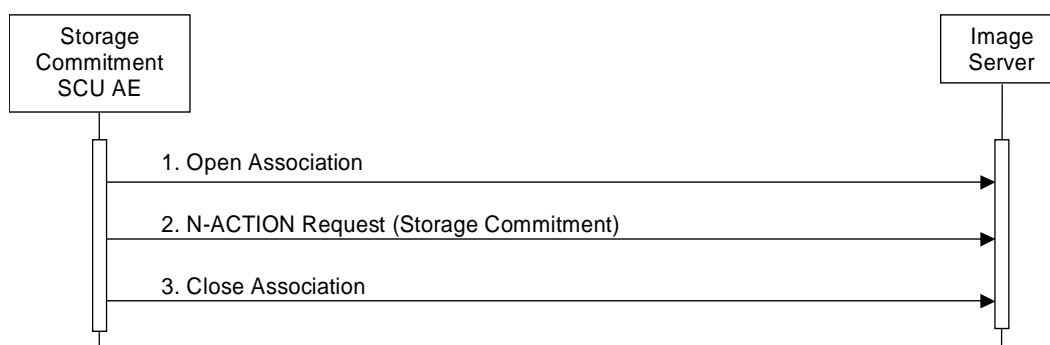 Storage
Commitment
SCU AE
Image
Server
1. Open Association
2. N-ACTION Request (Storage Commitment)
3. Close Association